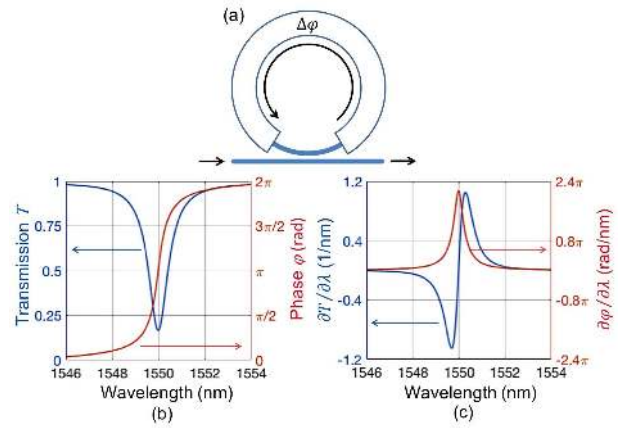 (a)
Δφ
Transmission T
1
0.75
0.5
0.25
0
2π
3π/2
π
π/2
0
Phase φ (rad)
1546 1548 1550 1552 1554
Wavelength (nm)
(b)
∂T/∂λ (1/nm)
1.2
0.4
-0.4
-1.2
2.4π
0.8π
-0.8π
-2.4π
∂φ/∂λ (rad/nm)
1546 1548 1550 1552 1554
Wavelength (nm)
(c)